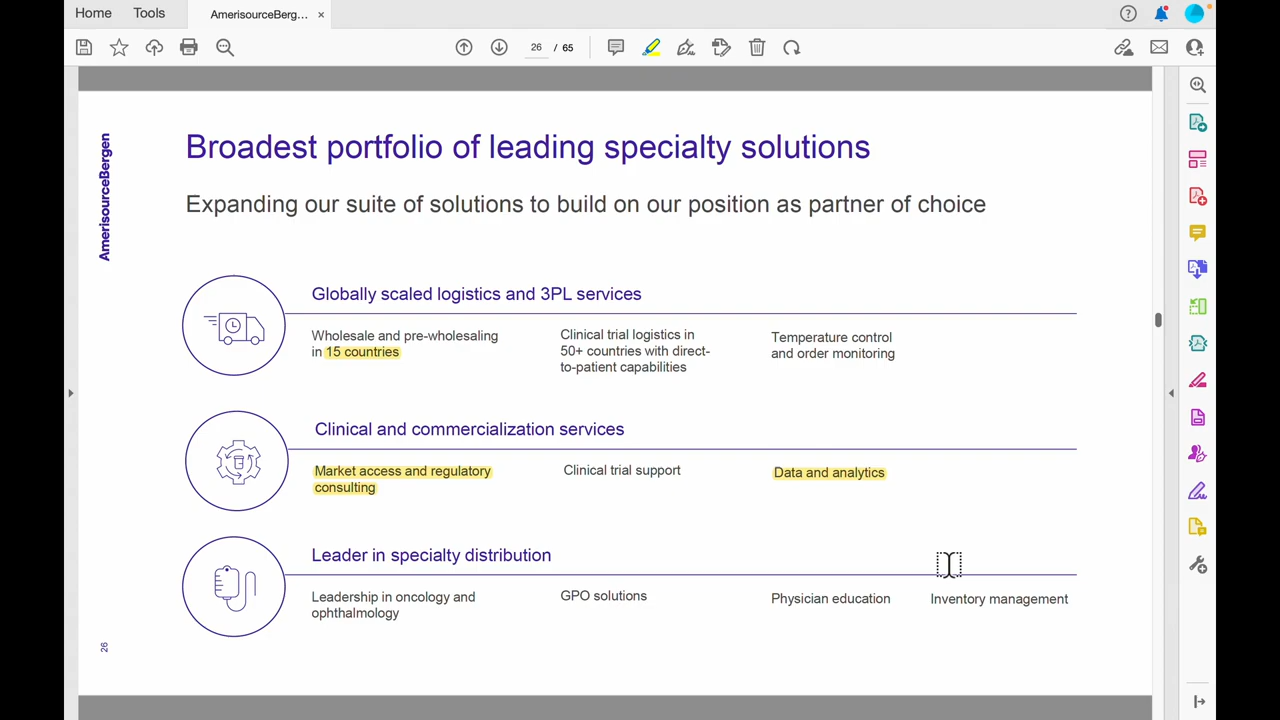 Home
Tools
AmerisourceBerg...
26 / 65
AmerisourceBergen
Broadest portfolio of leading specialty solutions
Expanding our suite of solutions to build on our position as partner of choice
Globally scaled logistics and 3PL services
Wholesale and pre-wholesaling
in 15 countries
Clinical trial logistics in
50+ countries with direct-
to-patient capabilities
Temperature control
and order monitoring
Clinical and commercialization services
Market access and regulatory
consulting
Clinical trial support
Data and analytics
Leader in specialty distribution
Leadership in oncology and
ophthalmology
GPO solutions
Physician education
Inventory management
26